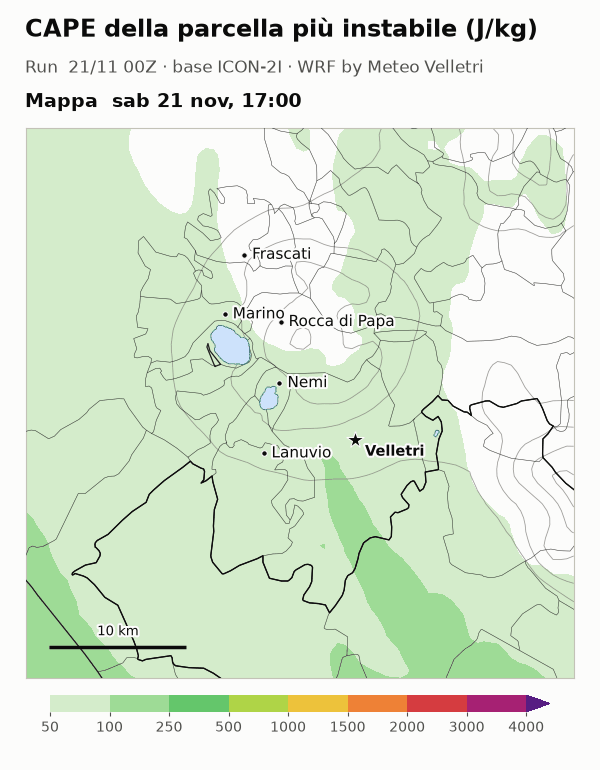 CAPE della parcella più instabile (J/kg)
Run  21/11 00Z · base ICON-2I · WRF by Meteo Velletri
Mappa  sab 21 nov, 17:00
Frascati
Marino
Rocca di Papa
Nemi
Velletri
Lanuvio
10 km
50 100 250 500 1000 1500 2000 3000 4000